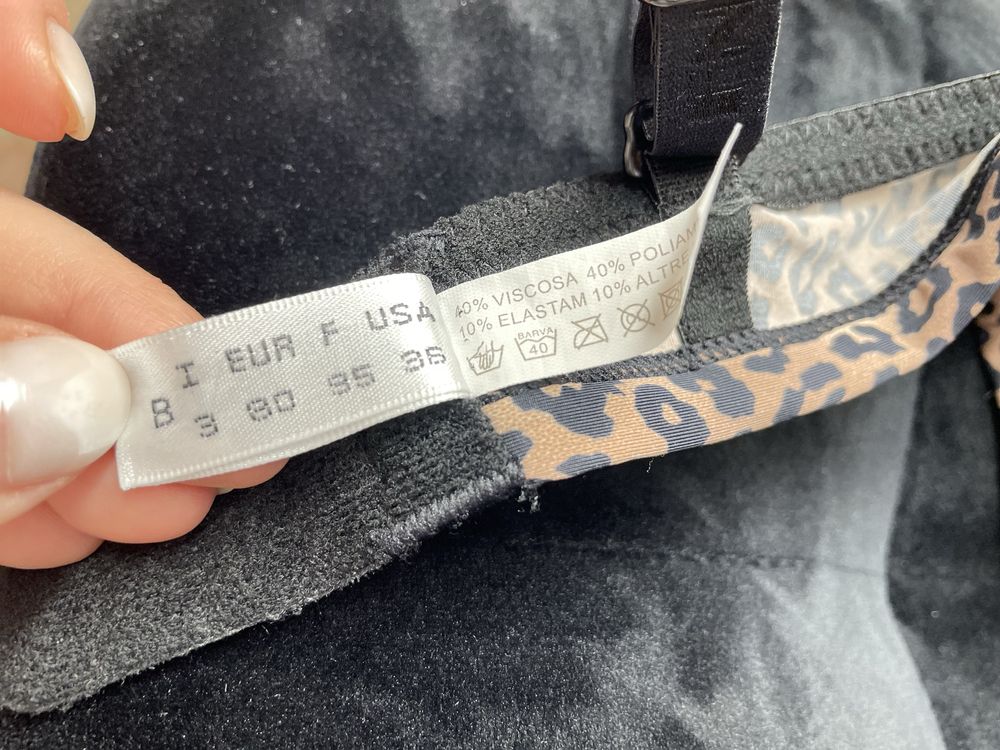 I EUR F USA
B 3 80 95 36
40% VISCOSA 40% POLIAM
10% ELASTAM 10% ALTRE
BARVA
40